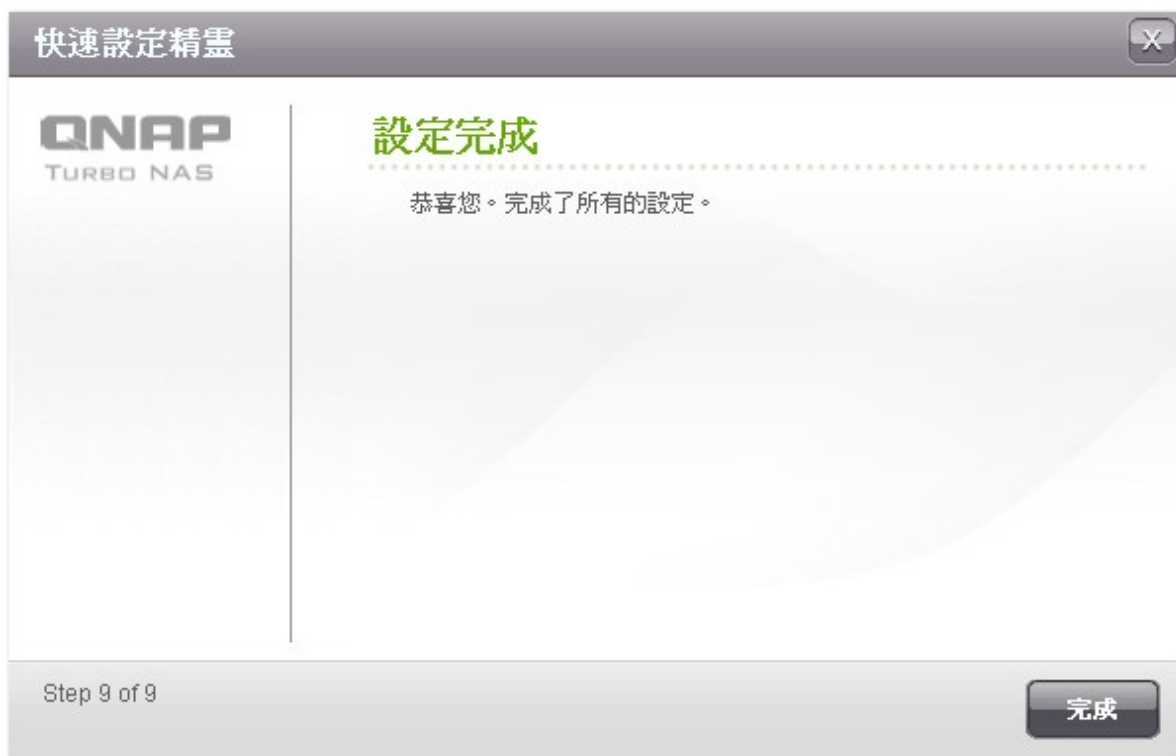 快速設定精靈
X
QNAP
TURBO NAS
設定完成
恭喜您。完成了所有的設定。
Step 9 of 9
完成